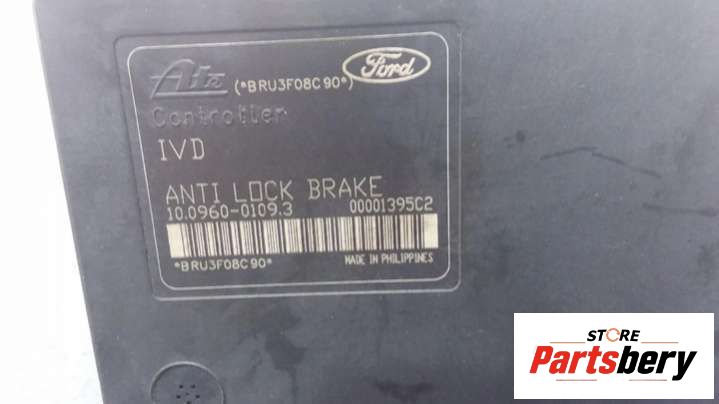 Ate (*BRU3F08C90*) Ford
Controller
IVD
ANTI LOCK BRAKE
10.0960-0109.3 00001395C2
*BRU3F08C90* MADE IN PHILIPPINES
STORE
Partsbery